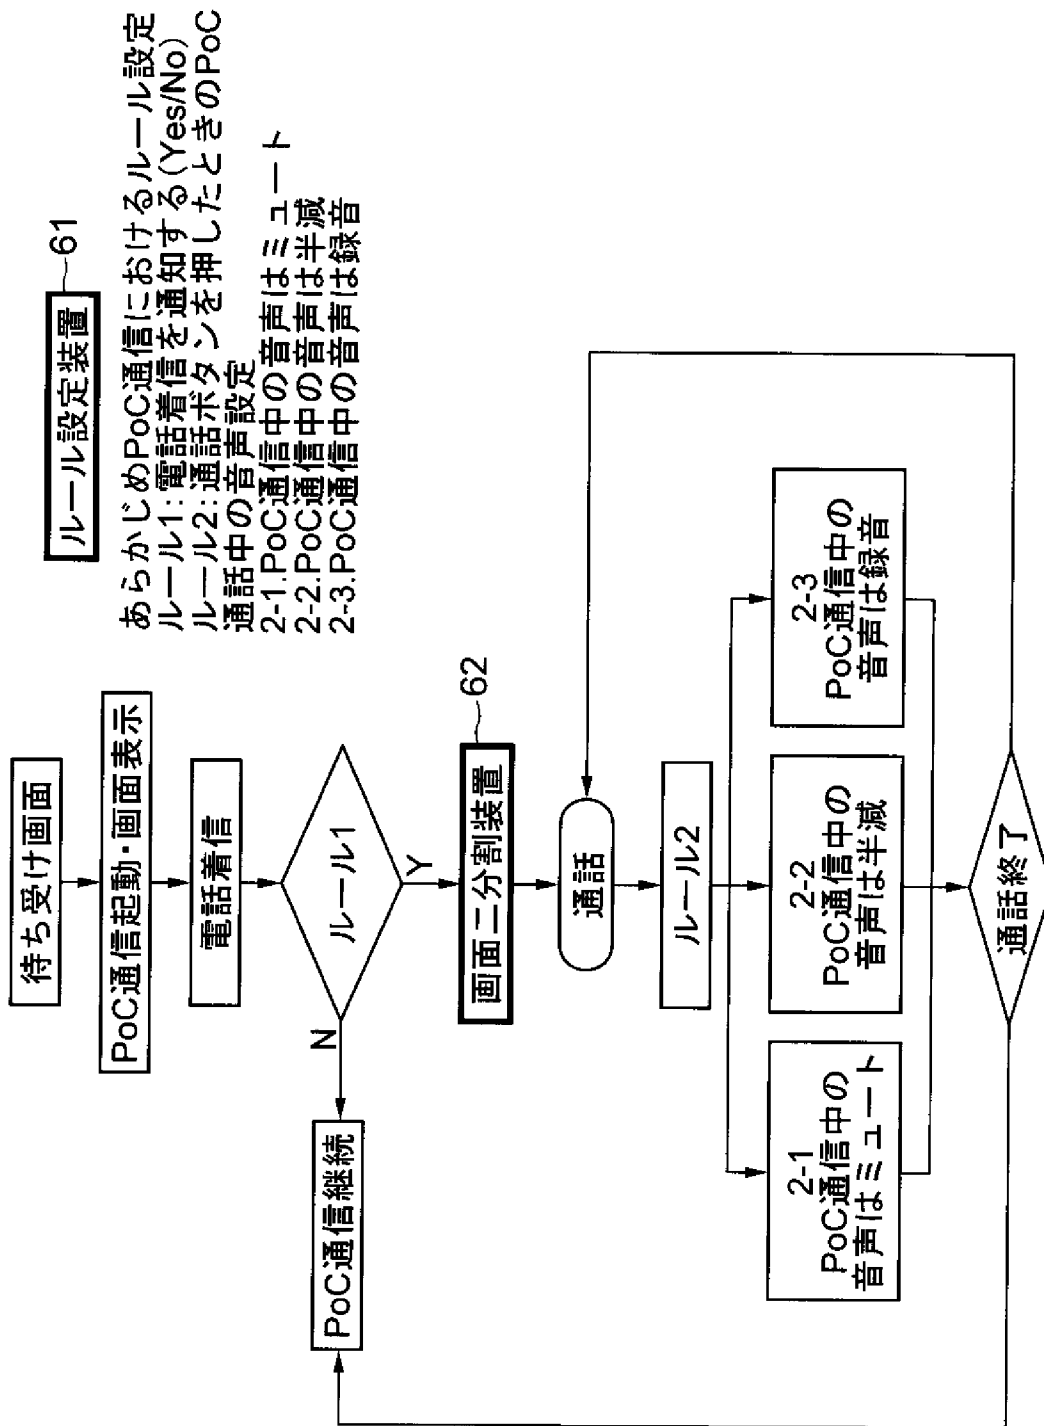 待ち受け画面
PoC通信起動・画面表示
電話着信
ルール1
N
Y
PoC通信継続
画面二分割装置
62
通話
ルール2
2-1
PoC通信中の
音声はミュート
2-2
PoC通信中の
音声は半減
2-3
PoC通信中の
音声は録音
通話終了
ルール設定装置
61
あらかじめPoC通信におけるルール設定
ルール1:電話着信を通知する(Yes/No)
ルール2:通話ボタンを押したときのPoC
通話中の音声設定
2-1.PoC通信中の音声はミュート
2-2.PoC通信中の音声は半減
2-3.PoC通信中の音声は録音